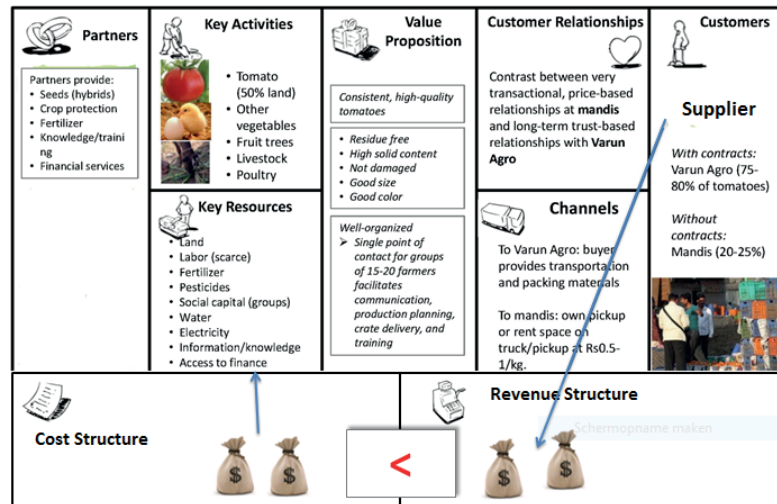 Partners
Partners provide:
• Seeds (hybrids)
• Crop protection
• Fertilizer
• Knowledge/traini
ng
• Financial services
Key Activities
• Tomato
(50% land)
• Other
vegetables
• Fruit trees
• Livestock
• Poultry
Key Resources
• Land
• Labor (scarce)
• Fertilizer
• Pesticides
• Social capital (groups)
• Water
• Electricity
• Information/knowledge
• Access to finance
Value
Proposition
Consistent, high-quality
tomatoes
• Residue free
• High solid content
• Not damaged
• Good size
• Good color
Well-organized
➢ Single point of
contact for groups
of 15-20 farmers
facilitates
communication,
production planning,
crate delivery, and
training
Customer Relationships
Contrast between very
transactional, price-based
relationships at mandis
and long-term trust-based
relationships with Varun
Agro
Channels
To Varun Agro: buyer
provides transportation
and packing materials
To mandis: own pickup
or rent space on
truck/pickup at Rs0.5-
1/kg.
Customers
Supplier
With contracts:
Varun Agro (75-
80% of tomatoes)
Without
contracts:
Mandis (20-25%)
Cost Structure
$ $
<
Revenue Structure
Schermopname maken
$ $